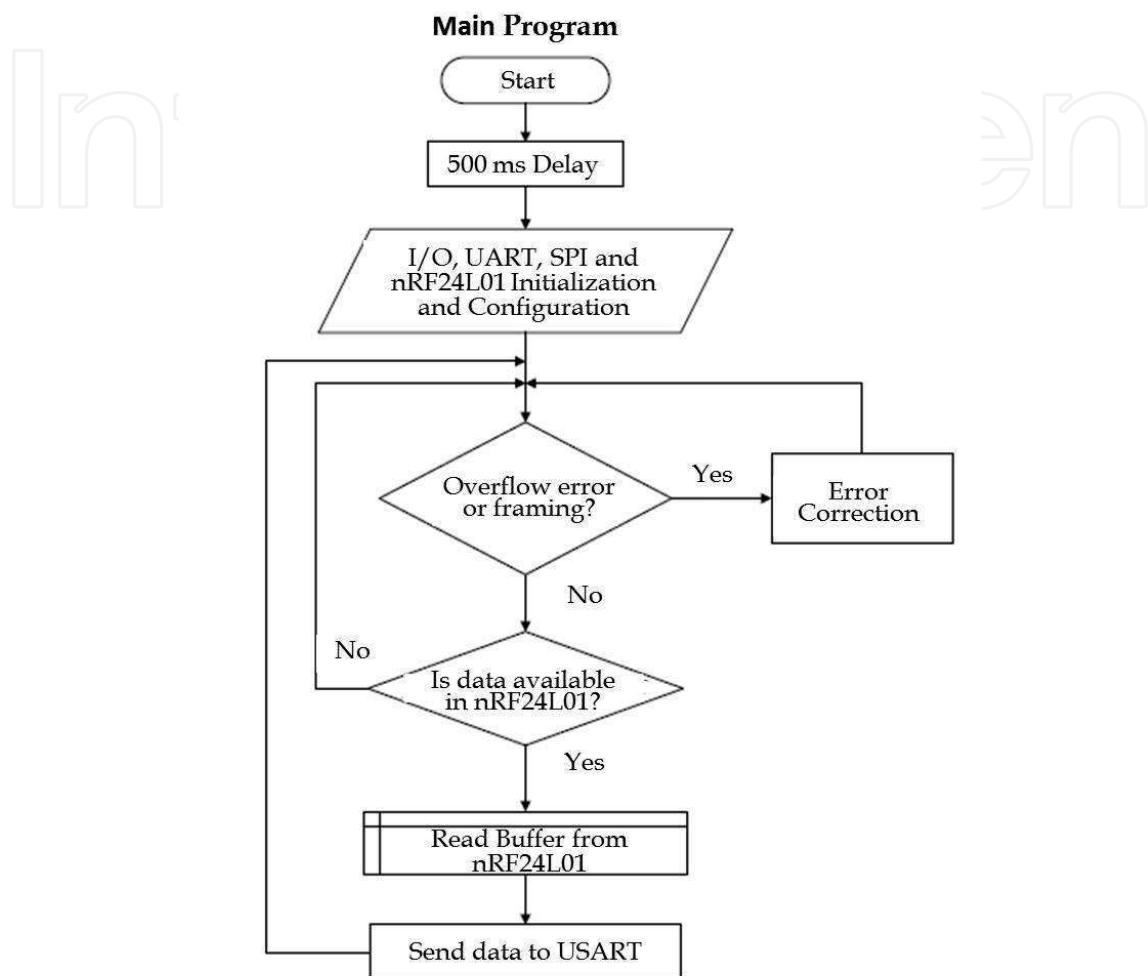 Main Program
Start
500 ms Delay
I/O, UART, SPI and
nRF24L01 Initialization
and Configuration
Overflow error
or framing?
Yes
Error
Correction
No
No
Is data available
in nRF24L01?
Yes
Read Buffer from
nRF24L01
Send data to USART